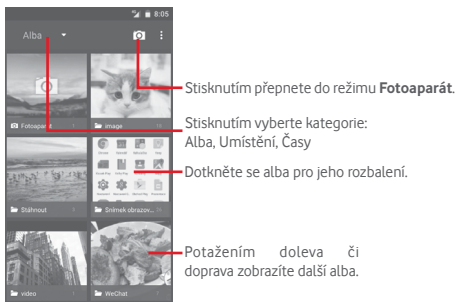 8:05
Alba
Stisknutím přepnete do režimu Fotoaparát.
Fotoaparát
image
Stisknutím vyberte kategorie:
Alba, Umístění, Časy
Dotkněte se alba pro jeho rozbalení.
Stáhnout
Snímek obrazov...
Potažením doleva či
doprava zobrazíte další alba.
video
WeChat